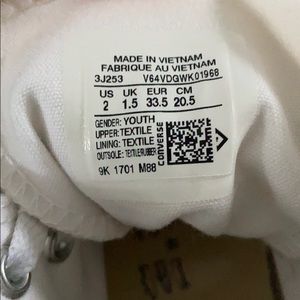 MADE IN VIETNAM
FABRIQUE AU VIETNAM
3J253 V64VDGWK01968
US UK EUR CM
2 1.5 33.5 20.5
GENDER: YOUTH
UPPER: TEXTILE
LINING: TEXTILE
OUTSOLE: TEXTILE/RUBBER
CONVERSE
9K 1701 M88